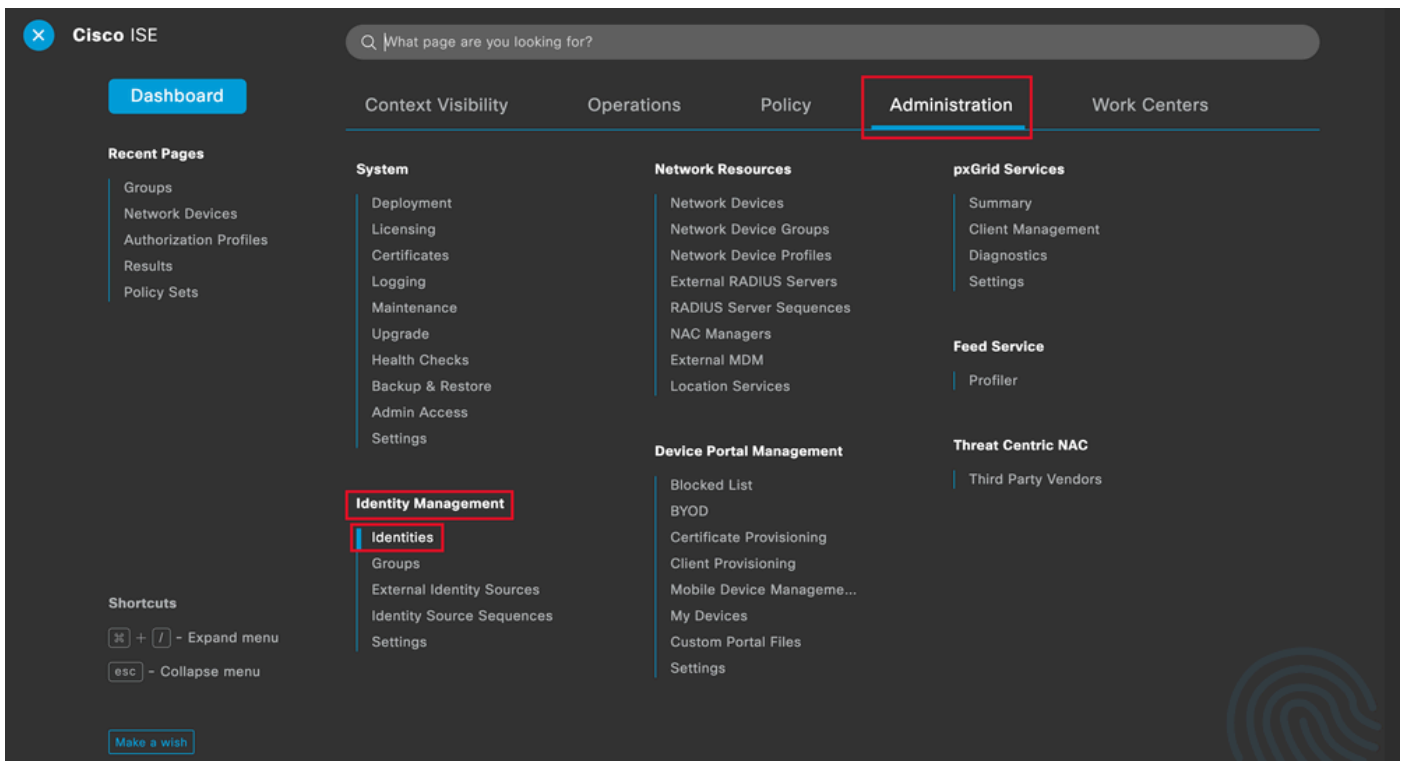 Cisco ISE
What page are you looking for?
Dashboard
Context Visibility
Operations
Policy
Administration
Work Centers
Recent Pages
Groups
Network Devices
Authorization Profiles
Results
Policy Sets
System
Deployment
Licensing
Certificates
Logging
Maintenance
Upgrade
Health Checks
Backup & Restore
Admin Access
Settings
Identity Management
Identities
Groups
External Identity Sources
Identity Source Sequences
Settings
Network Resources
Network Devices
Network Device Groups
Network Device Profiles
External RADIUS Servers
RADIUS Server Sequences
NAC Managers
External MDM
Location Services
Device Portal Management
Blocked List
BYOD
Certificate Provisioning
Client Provisioning
Mobile Device Manageme...
My Devices
Custom Portal Files
Settings
pxGrid Services
Summary
Client Management
Diagnostics
Settings
Feed Service
Profiler
Threat Centric NAC
Third Party Vendors
Shortcuts
⌘ + / - Expand menu
esc - Collapse menu
Make a wish